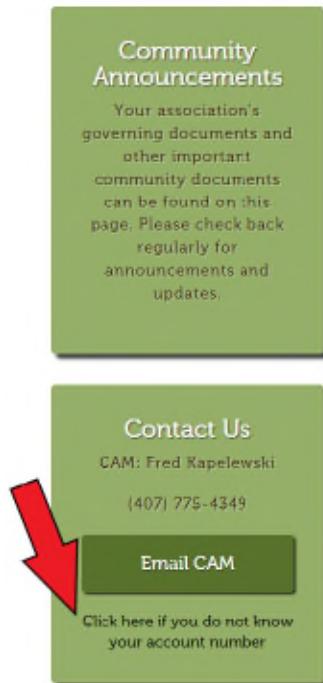 Community
Announcements
Your association's
governing documents and
other important
community documents
can be found on this
page. Please check back
regularly for
announcements and
updates.
Contact Us
CAM: Fred Kapelewski
(407) 775-4349
Email CAM
Click here if you do not know
your account number